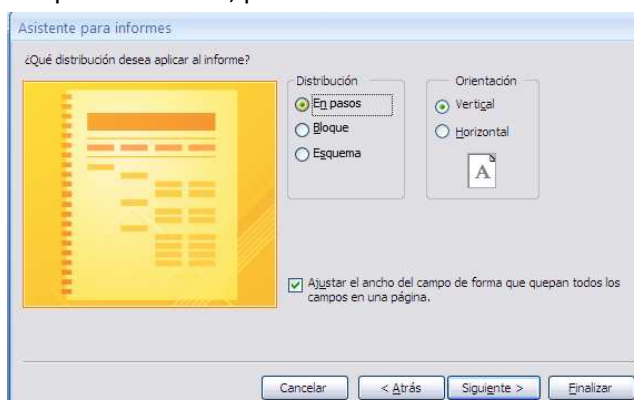 Asistente para informes
¿Qué distribución desea aplicar al informe?
Distribución
En pasos
Bloque
Esquema
Orientación
Vertical
Horizontal
A
Ajustar el ancho del campo de forma que quepan todos los
campos en una página.
Cancelar
< Atrás
Siguiente >
Finalizar